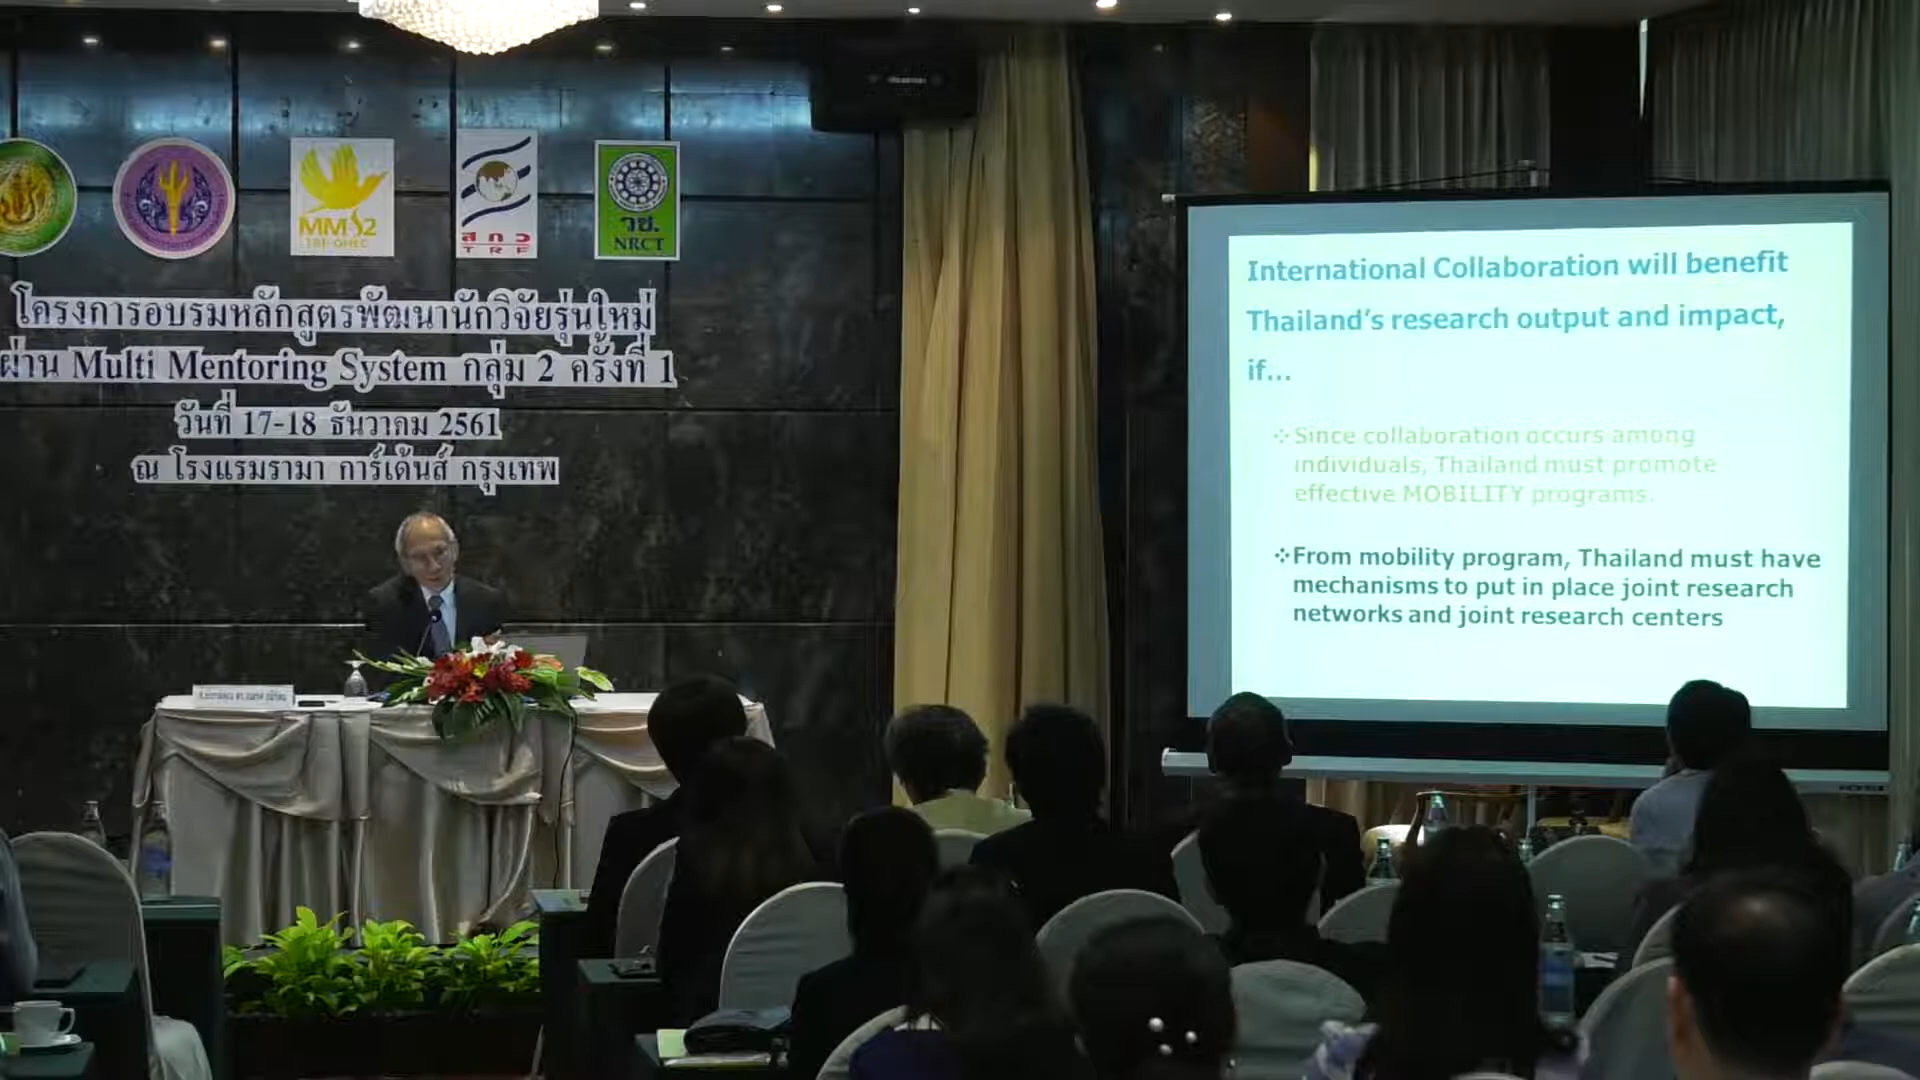 MMS2
TRF-OHEC
สกว
TRF
วช.
NRCT
โครงการอบรมหลักสูตรพัฒนานักวิจัยรุ่นใหม่
ผ่าน Multi Mentoring System กลุ่ม 2 ครั้งที่ 1
วันที่ 17-18 ธันวาคม 2561
ณ โรงแรมรามา การ์เด้นส์ กรุงเทพ
International Collaboration will benefit
Thailand's research output and impact,
if...
Since collaboration occurs among
individuals, Thailand must promote
effective MOBILITY programs.
From mobility program, Thailand must have
mechanisms to put in place joint research
networks and joint research centers